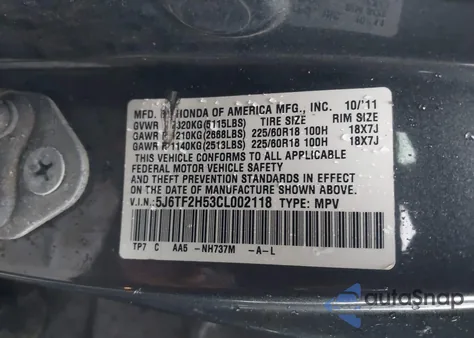 MFD. BY HONDA OF AMERICA MFG., INC. 10/'11
GVWR 2320KG(5115LBS) TIRE SIZE RIM SIZE
GAWR F 1210KG(2668LBS) 225/60R18 100H 18X7J
GAWR R 1140KG(2513LBS) 225/60R18 100H 18X7J
THIS VEHICLE CONFORMS TO ALL APPLICABLE
FEDERAL MOTOR VEHICLE SAFETY
AND THEFT PREVENTION STANDARDS IN EFFECT ON
THE DATE OF MANUFACTURE SHOWN ABOVE.
V.I.N.: 5J6TF2H53CL002118 TYPE: MPV
TP7 C AA5 -NH737M -A-L
autoSnap